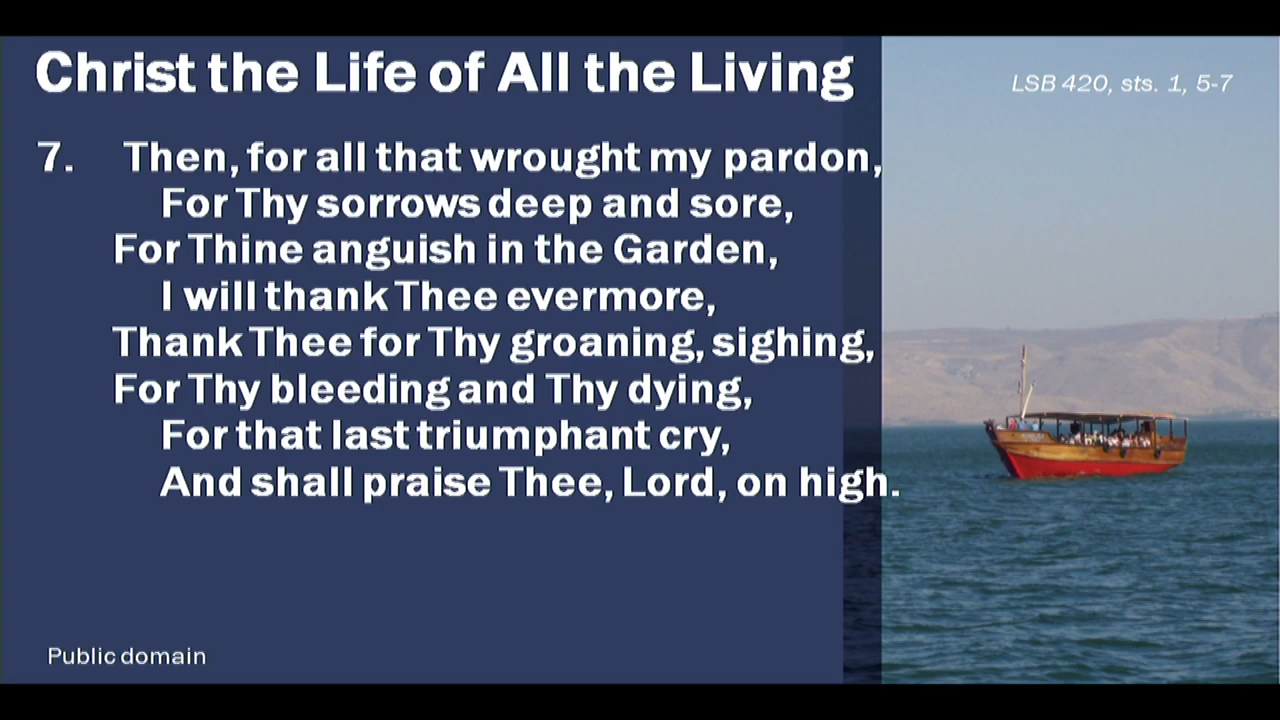 Christ the Life of All the Living
LSB 420, sts. 1, 5-7
7. Then, for all that wrought my pardon,
For Thy sorrows deep and sore,
For Thine anguish in the Garden,
I will thank Thee evermore,
Thank Thee for Thy groaning, sighing,
For Thy bleeding and Thy dying,
For that last triumphant cry,
And shall praise Thee, Lord, on high.
Public domain